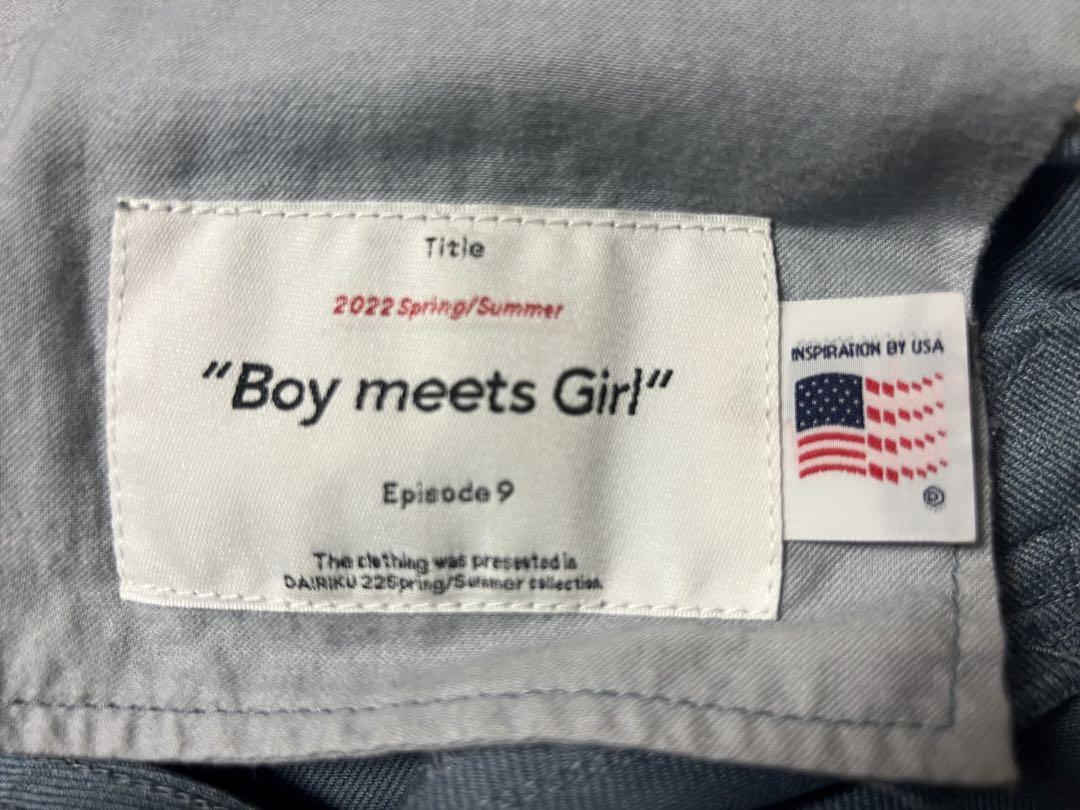 Title
2022 Spring/Summer
"Boy meets Girl"
Episode 9
The clothing was presented in
DAIRIKU 22Spring/Summer collection.
INSPIRATION BY USA
Ⓓ